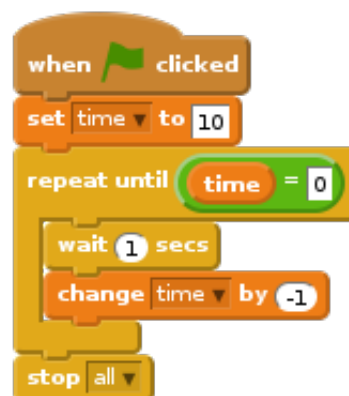 when clicked
set time to 10
repeat until time = 0
wait 1 secs
change time by -1
stop all